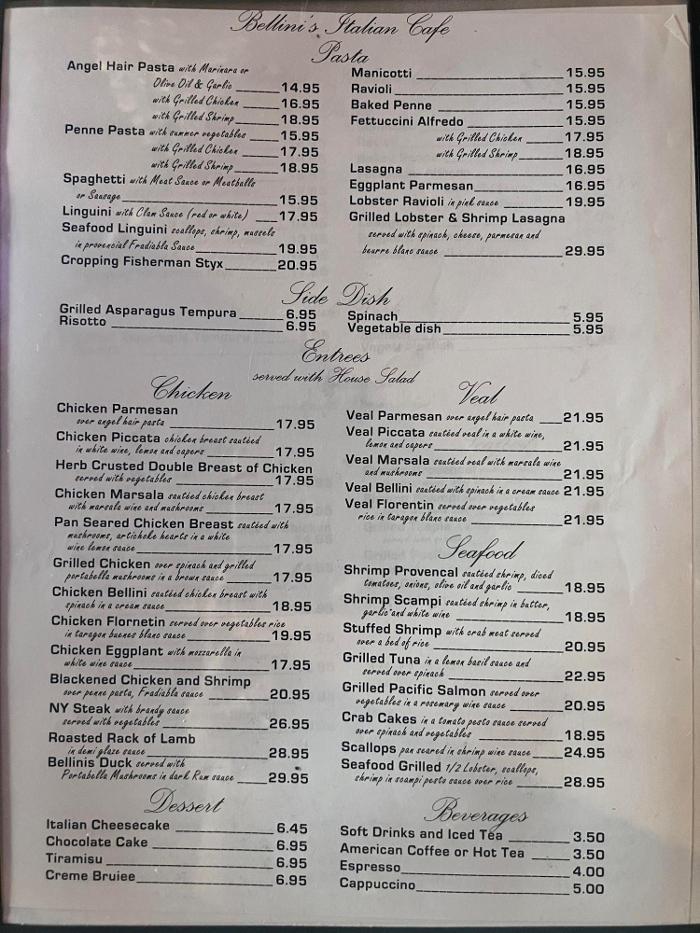 Bellini's Italian Cafe
Pasta
Angel Hair Pasta with Marinara or
Olive Oil & Garlic 14.95
with Grilled Chicken 16.95
with Grilled Shrimp 18.95
Penne Pasta with summer vegetables 15.95
with Grilled Chicken 17.95
with Grilled Shrimp 18.95
Spaghetti with Meat Sauce or Meatballs
or Sausage 15.95
Linguini with Clam Sauce (red or white) 17.95
Seafood Linguini scallops, shrimp, mussels
in provencial Fradiabla Sauce 19.95
Cropping Fisherman Styx 20.95
Manicotti 15.95
Ravioli 15.95
Baked Penne 15.95
Fettuccini Alfredo 15.95
with Grilled Chicken 17.95
with Grilled Shrimp 18.95
Lasagna 16.95
Eggplant Parmesan 16.95
Lobster Ravioli in pink sauce 19.95
Grilled Lobster & Shrimp Lasagna
served with spinach, cheese, parmesan and
beurre blanc sauce 29.95
Side Dish
Grilled Asparagus Tempura 6.95
Risotto 6.95
Spinach 5.95
Vegetable dish 5.95
Entrees
served with House Salad
Chicken
Chicken Parmesan
over angel hair pasta 17.95
Chicken Piccata chicken breast sautéed
in white wine, lemon and capers 17.95
Herb Crusted Double Breast of Chicken
served with vegetables 17.95
Chicken Marsala sautéed chicken breast
with marsala wine and mushrooms 17.95
Pan Seared Chicken Breast sautéed with
mushrooms, artichoke hearts in a white
wine lemon sauce 17.95
Grilled Chicken over spinach and grilled
portabella mushrooms in a brown sauce 17.95
Chicken Bellini sautéed chicken breast with
spinach in a cream sauce 18.95
Chicken Flornetin served over vegetables rice
in taragon buenes blanc sauce 19.95
Chicken Eggplant with mozzarella in
white wine sauce 17.95
Blackened Chicken and Shrimp
over penne pasta, Fradiabla sauce 20.95
NY Steak with brandy sauce
served with vegetables 26.95
Roasted Rack of Lamb
in demi glaze sauce 28.95
Bellinis Duck served with
Portabella Mushrooms in dark Rum sauce 29.95
Veal
Veal Parmesan over angel hair pasta 21.95
Veal Piccata sautéed veal in a white wine,
lemon and capers 21.95
Veal Marsala sautéed veal with marsala wine
and mushrooms 21.95
Veal Bellini sautéed with spinach in a cream sauce 21.95
Veal Florentin served over vegetables
rice in taragon blanc sauce 21.95
Seafood
Shrimp Provencal sautéed shrimp, diced
tomatoes, onions, olive oil and garlic 18.95
Shrimp Scampi sautéed shrimp in butter,
garlic and white wine 18.95
Stuffed Shrimp with crab meat served
over a bed of rice 20.95
Grilled Tuna in a lemon basil sauce and
served over spinach 22.95
Grilled Pacific Salmon served over
vegetables in a rosemary wine sauce 20.95
Crab Cakes in a tomato pesto sauce served
over spinach and vegetables 18.95
Scallops pan seared in shrimp wine sauce 24.95
Seafood Grilled 1/2 Lobster, scallops,
shrimp in scampi pesto sauce over rice 28.95
Dessert
Italian Cheesecake 6.45
Chocolate Cake 6.95
Tiramisu 6.95
Creme Bruiee 6.95
Beverages
Soft Drinks and Iced Tea 3.50
American Coffee or Hot Tea 3.50
Espresso 4.00
Cappuccino 5.00